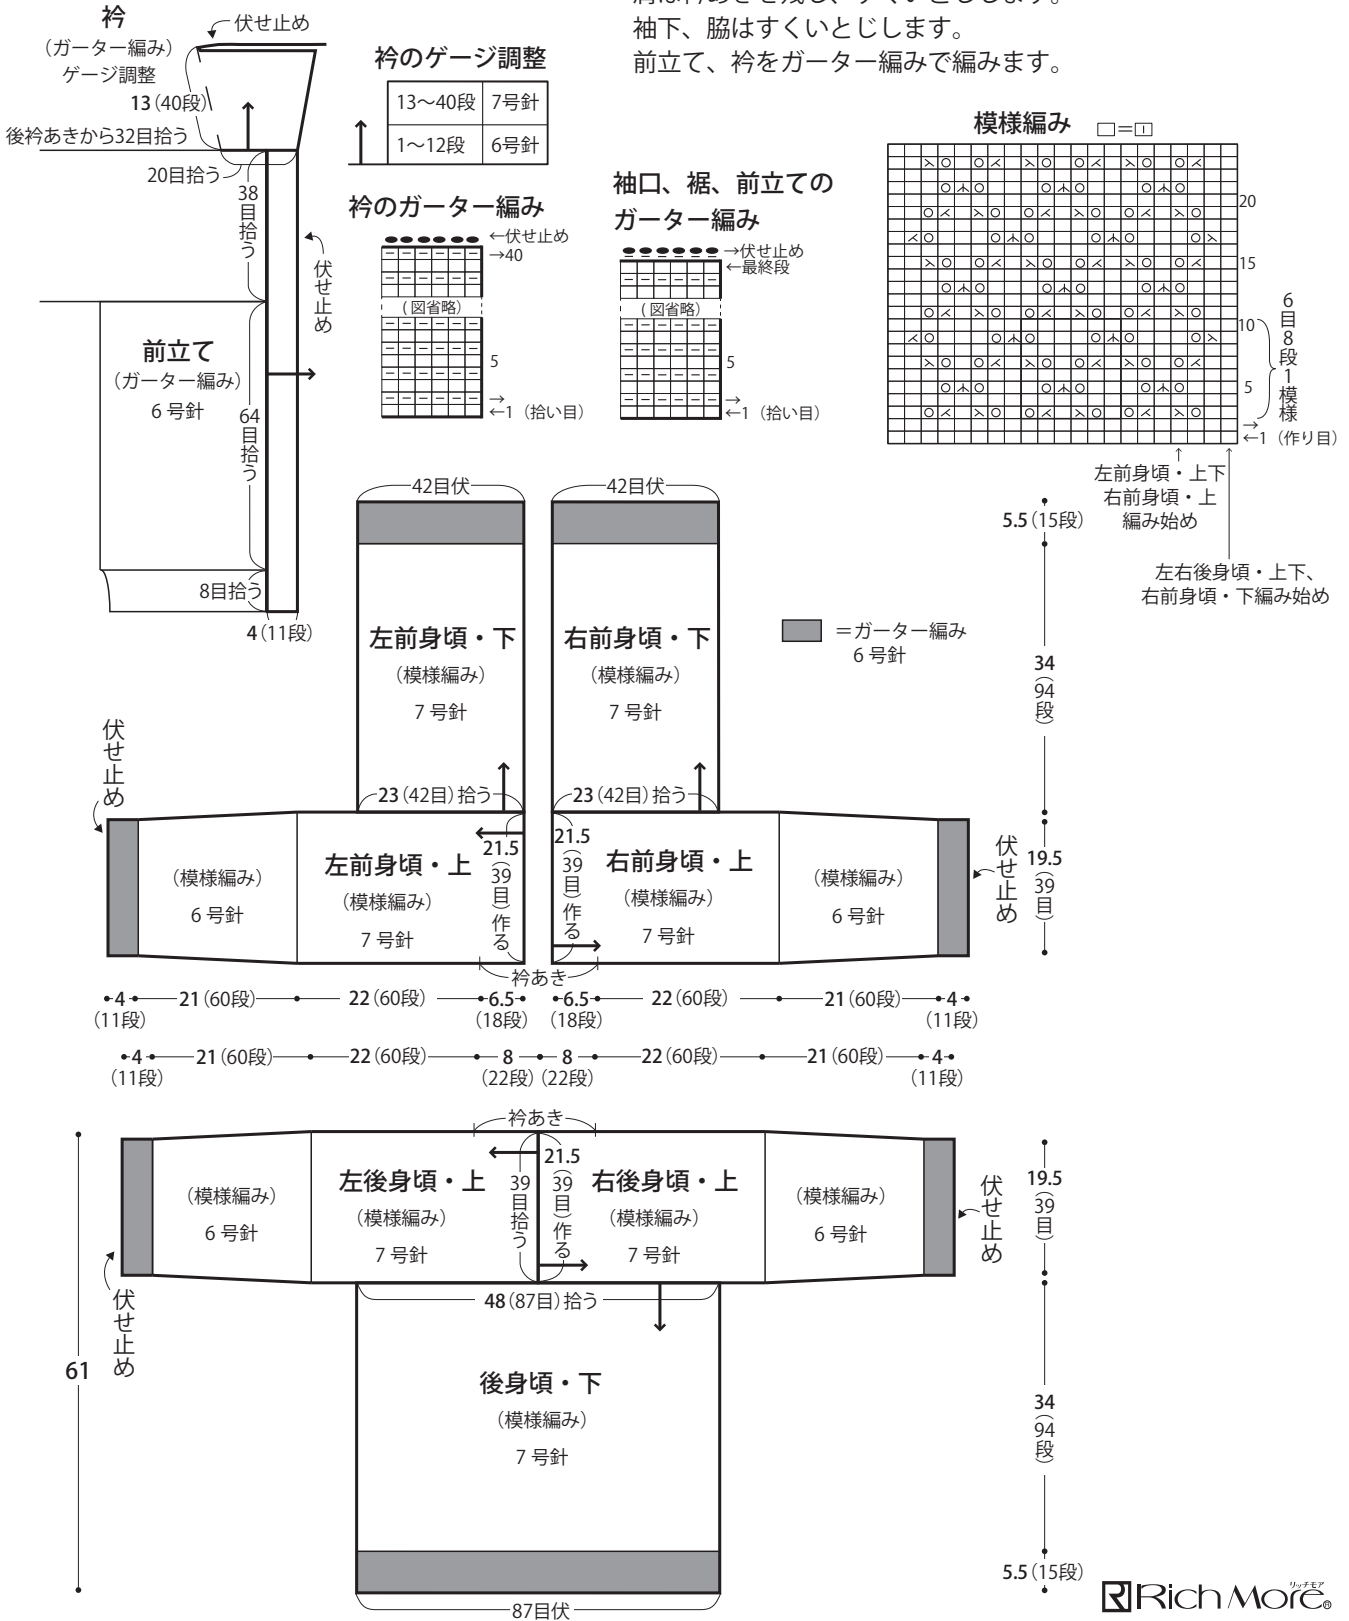 袖下、脇はすくいとじします。
前立て、衿をガーター編みで編みます。
衿
（ガーター編み）
ゲージ調整
伏せ止め
13（40段）
後衿あきから32目拾う
20目拾う
38目拾う
伏せ止め
前立て
（ガーター編み）
6号針
64目拾う
8目拾う
4（11段）
衿のゲージ調整
13〜40段 7号針
1〜12段 6号針
衿のガーター編み
←伏せ止め
→40
（図省略）
5
→
←1（拾い目）
袖口、裾、前立ての
ガーター編み
→伏せ止め
←最終段
（図省略）
5
→
←1（拾い目）
模様編み □=|
20
15
10
5
→
←1（作り目）
6目8段1模様
左前身頃・上下
右前身頃・上
編み始め
左右後身頃・上下、
右前身頃・下編み始め
=ガーター編み
6号針
42目伏
42目伏
左前身頃・下
（模様編み）
7号針
右前身頃・下
（模様編み）
7号針
23（42目）拾う
23（42目）拾う
5.5（15段）
34（94段）
19.5（39目）
伏せ止め
（模様編み）
6号針
左前身頃・上
（模様編み）
7号針
21.5（39目）作る
21.5（39目）作る
右前身頃・上
（模様編み）
7号針
（模様編み）
6号針
伏せ止め
衿あき
4（11段） 21（60段） 22（60段） 6.5（18段） 6.5（18段） 22（60段） 21（60段） 4（11段）
4（11段） 21（60段） 22（60段） 8（22段） 8（22段） 22（60段） 21（60段） 4（11段）
衿あき
（模様編み）
6号針
左後身頃・上
（模様編み）
7号針
39目拾う
21.5（39目）作る
右後身頃・上
（模様編み）
7号針
（模様編み）
6号針
伏せ止め
伏せ止め
19.5（39目）
48（87目）拾う
61
後身頃・下
（模様編み）
7号針
34（94段）
5.5（15段）
87目伏
リッチモア
Rich More®